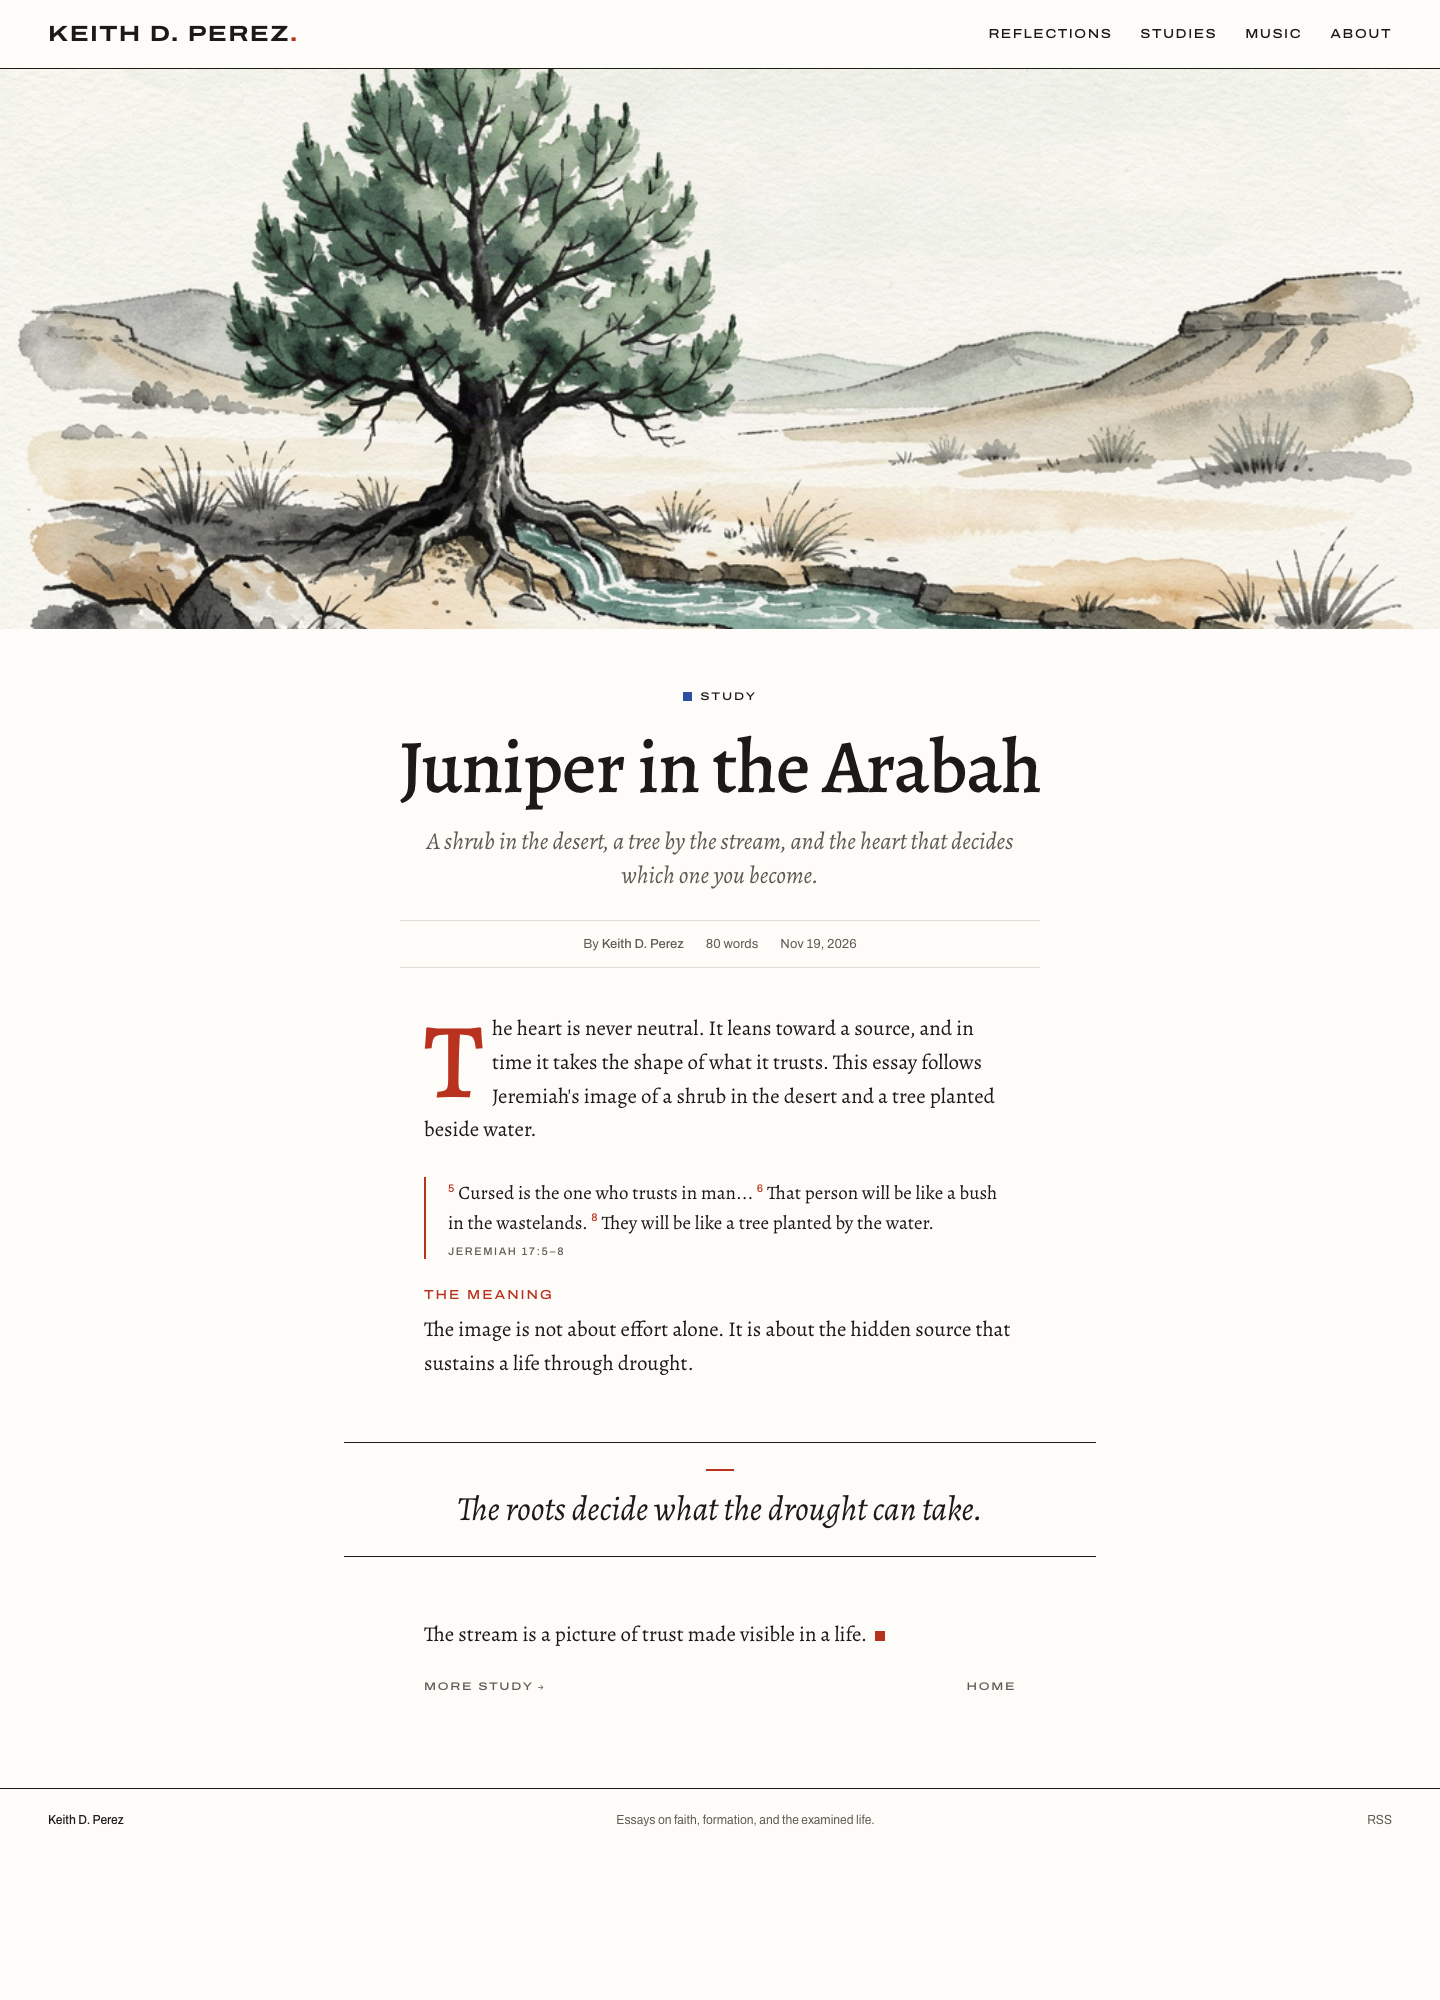 KEITH D. PEREZ.
REFLECTIONS STUDIES MUSIC ABOUT
STUDY
Juniper in the Arabah
A shrub in the desert, a tree by the stream, and the heart that decides
which one you become.
By Keith D. Perez 80 words Nov 19, 2026
The heart is never neutral. It leans toward a source, and in
time it takes the shape of what it trusts. This essay follows
Jeremiah's image of a shrub in the desert and a tree planted
beside water.
5 Cursed is the one who trusts in man... 6 That person will be like a bush
in the wastelands. 8 They will be like a tree planted by the water.
JEREMIAH 17:5–8
THE MEANING
The image is not about effort alone. It is about the hidden source that
sustains a life through drought.
The roots decide what the drought can take.
The stream is a picture of trust made visible in a life.
MORE STUDY → HOME
Keith D. Perez Essays on faith, formation, and the examined life. RSS